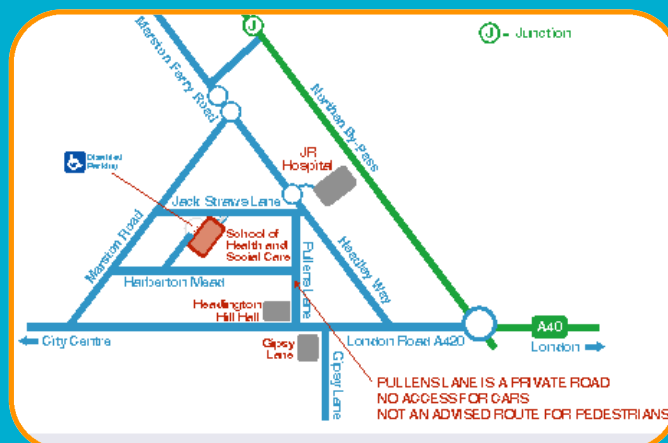 J
J - Junction
Marston Ferry Road
Northen By-Pass
JR
Hospital
Disabled
Parking
Jack Straws Lane
School of
Health and
Social Care
Marston Road
Pullens Lane
Headley Way
Harberton Mead
Headington
Hill Hall
City Centre
Gipsy
Lane
London Road A420
A40
London
Gipsy Lane
PULLENS LANE IS A PRIVATE ROAD
NO ACCESS FOR CARS
NOT AN ADVISED ROUTE FOR PEDESTRIANS